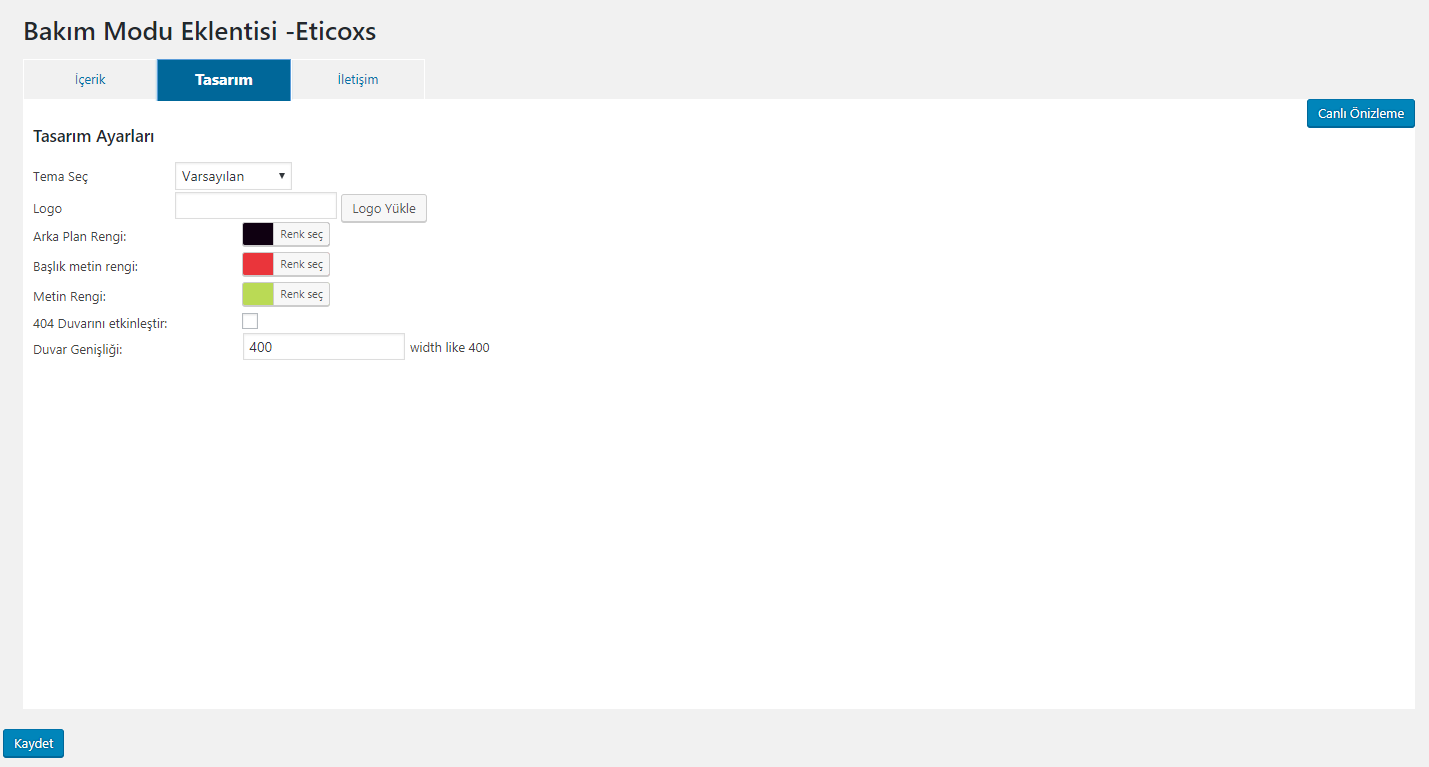 Bakım Modu Eklentisi -Eticoxs
İçerik
Tasarım
İletişim
Canlı Önizleme
Tasarım Ayarları
Tema Seç
Varsayılan
Logo
Logo Yükle
Arka Plan Rengi:
Renk seç
Başlık metin rengi:
Renk seç
Metin Rengi:
Renk seç
404 Duvarını etkinleştir:
Duvar Genişliği:
400
width like 400
Kaydet